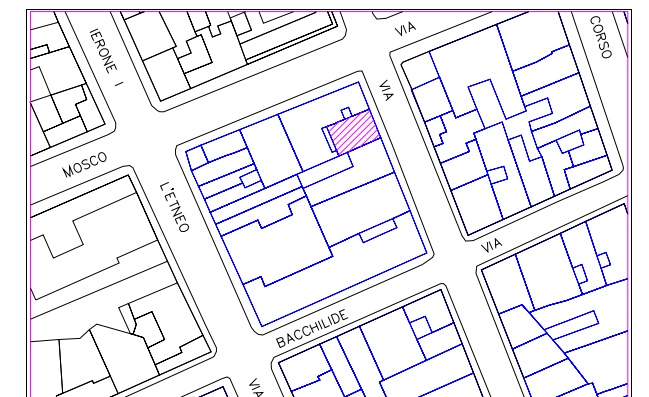 VIA
CORSO
IERONE I
VIA
MOSCO
L'ETNEO
VIA
BACCHILIDE
VIA